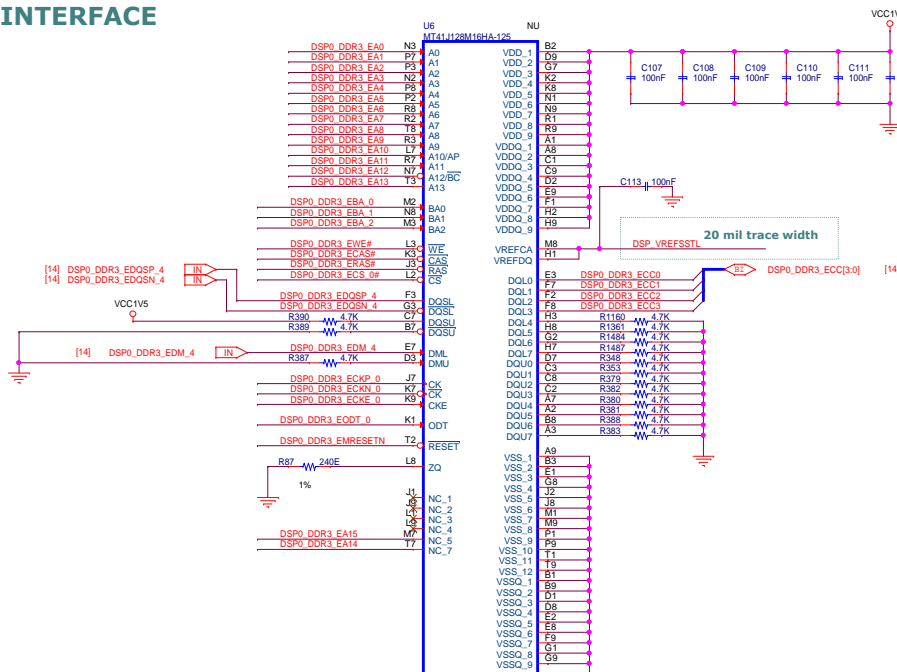 INTERFACE
U6 NU
MT41J128M16HA-125
VCC1V
DSP0_DDR3_EA0 N3 A0
DSP0_DDR3_EA1 P7 A1
DSP0_DDR3_EA2 P3 A2
DSP0_DDR3_EA3 N2 A3
DSP0_DDR3_EA4 P8 A4
DSP0_DDR3_EA5 P2 A5
DSP0_DDR3_EA6 R8 A6
DSP0_DDR3_EA7 R2 A7
DSP0_DDR3_EA8 T8 A8
DSP0_DDR3_EA9 R3 A9
DSP0_DDR3_EA10 L7 A10/AP
DSP0_DDR3_EA11 R7 A11
DSP0_DDR3_EA12 N7 A12/BC
DSP0_DDR3_EA13 T3 A13
DSP0_DDR3_EBA_0 M2 BA0
DSP0_DDR3_EBA_1 N8 BA1
DSP0_DDR3_EBA_2 M3 BA2
DSP0_DDR3_EWE# L3 WE
DSP0_DDR3_ECAS# K3 CAS
DSP0_DDR3_ERAS# J3 RAS
DSP0_DDR3_ECS_0# L2 CS
[14] DSP0_DDR3_EDQSP_4 IN
[14] DSP0_DDR3_EDQSN_4 IN
DSP0_DDR3_EDQSP_4 F3 DQSL
DSP0_DDR3_EDQSN_4 G3 DQSL
VCC1V5
R390 4.7K C7 DQSU
R389 4.7K B7 DQSU
[14] DSP0_DDR3_EDM_4 IN DSP0_DDR3_EDM_4 E7 DML
R387 4.7K D3 DMU
DSP0_DDR3_ECKP_0 J7 CK
DSP0_DDR3_ECKN_0 K7 CK
DSP0_DDR3_ECKE_0 K9 CKE
DSP0_DDR3_EODT_0 K1 ODT
DSP0_DDR3_EMRESETN T2 RESET
R87 240E L8 ZQ
1%
J1 NC_1
J9 NC_2
L1 NC_3
L9 NC_4
DSP0_DDR3_EA15 M7 NC_5
DSP0_DDR3_EA14 T7 NC_7
VDD_1 B2
VDD_2 D9
VDD_3 G7
VDD_4 K2
VDD_5 K8
VDD_6 N1
VDD_7 N9
VDD_8 R1
VDD_9 R9
VDDQ_1 A1
VDDQ_2 A8
VDDQ_3 C1
VDDQ_4 C9
VDDQ_5 D2
VDDQ_6 E9
VDDQ_7 F1
VDDQ_8 H2
VDDQ_9 H9
C107 C108 C109 C110 C111
100nF 100nF 100nF 100nF 100nF
C113 100nF
20 mil trace width
VREFCA M8 DSP_VREFSSTL
VREFDQ H1
DQL0 E3 DSP0_DDR3_ECC0
DQL1 F7 DSP0_DDR3_ECC1
DQL2 F2 DSP0_DDR3_ECC2
DQL3 F8 DSP0_DDR3_ECC3
BI DSP0_DDR3_ECC[3:0] [14
DQL4 H3 R1160 4.7K
DQL5 H8 R1361 4.7K
DQL6 G2 R1484 4.7K
DQL7 H7 R1487 4.7K
DQU0 D7 R348 4.7K
DQU1 C3 R353 4.7K
DQU2 C8 R379 4.7K
DQU3 C2 R382 4.7K
DQU4 A7 R380 4.7K
DQU5 A2 R381 4.7K
DQU6 B8 R388 4.7K
DQU7 A3 R383 4.7K
VSS_1 A9
VSS_2 B3
VSS_3 E1
VSS_4 G8
VSS_5 J2
VSS_6 J8
VSS_7 M1
VSS_8 M9
VSS_9 P1
VSS_10 P9
VSS_11 T1
VSS_12 T9
VSSQ_1 B1
VSSQ_2 B9
VSSQ_3 D1
VSSQ_4 D8
VSSQ_5 E2
VSSQ_6 E8
VSSQ_7 F9
VSSQ_8 G1
VSSQ_9 G9